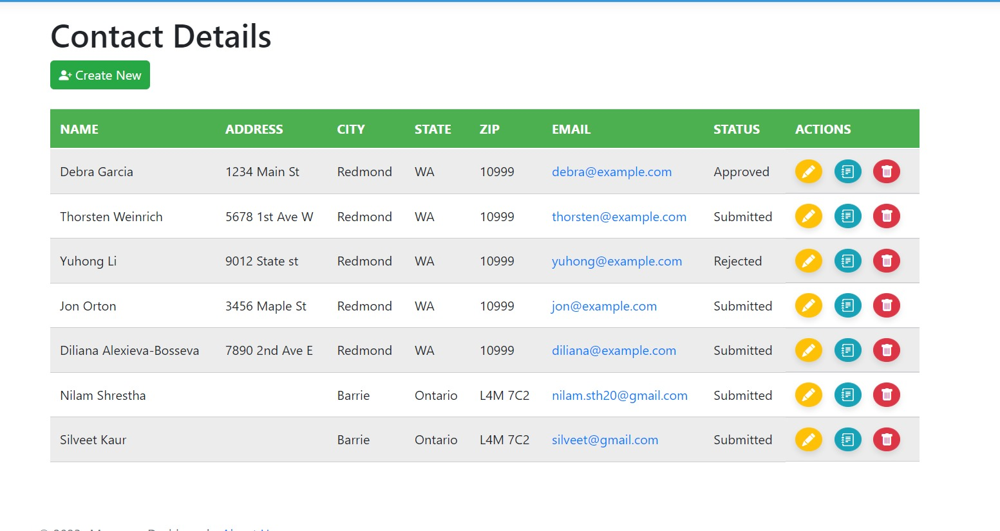 Contact Details
Create New
NAME ADDRESS CITY STATE ZIP EMAIL STATUS ACTIONS
Debra Garcia 1234 Main St Redmond WA 10999 debra@example.com Approved
Thorsten Weinrich 5678 1st Ave W Redmond WA 10999 thorsten@example.com Submitted
Yuhong Li 9012 State st Redmond WA 10999 yuhong@example.com Rejected
Jon Orton 3456 Maple St Redmond WA 10999 jon@example.com Submitted
Diliana Alexieva-Bosseva 7890 2nd Ave E Redmond WA 10999 diliana@example.com Submitted
Nilam Shrestha Barrie Ontario L4M 7C2 nilam.sth20@gmail.com Submitted
Silveet Kaur Barrie Ontario L4M 7C2 silveet@gmail.com Submitted